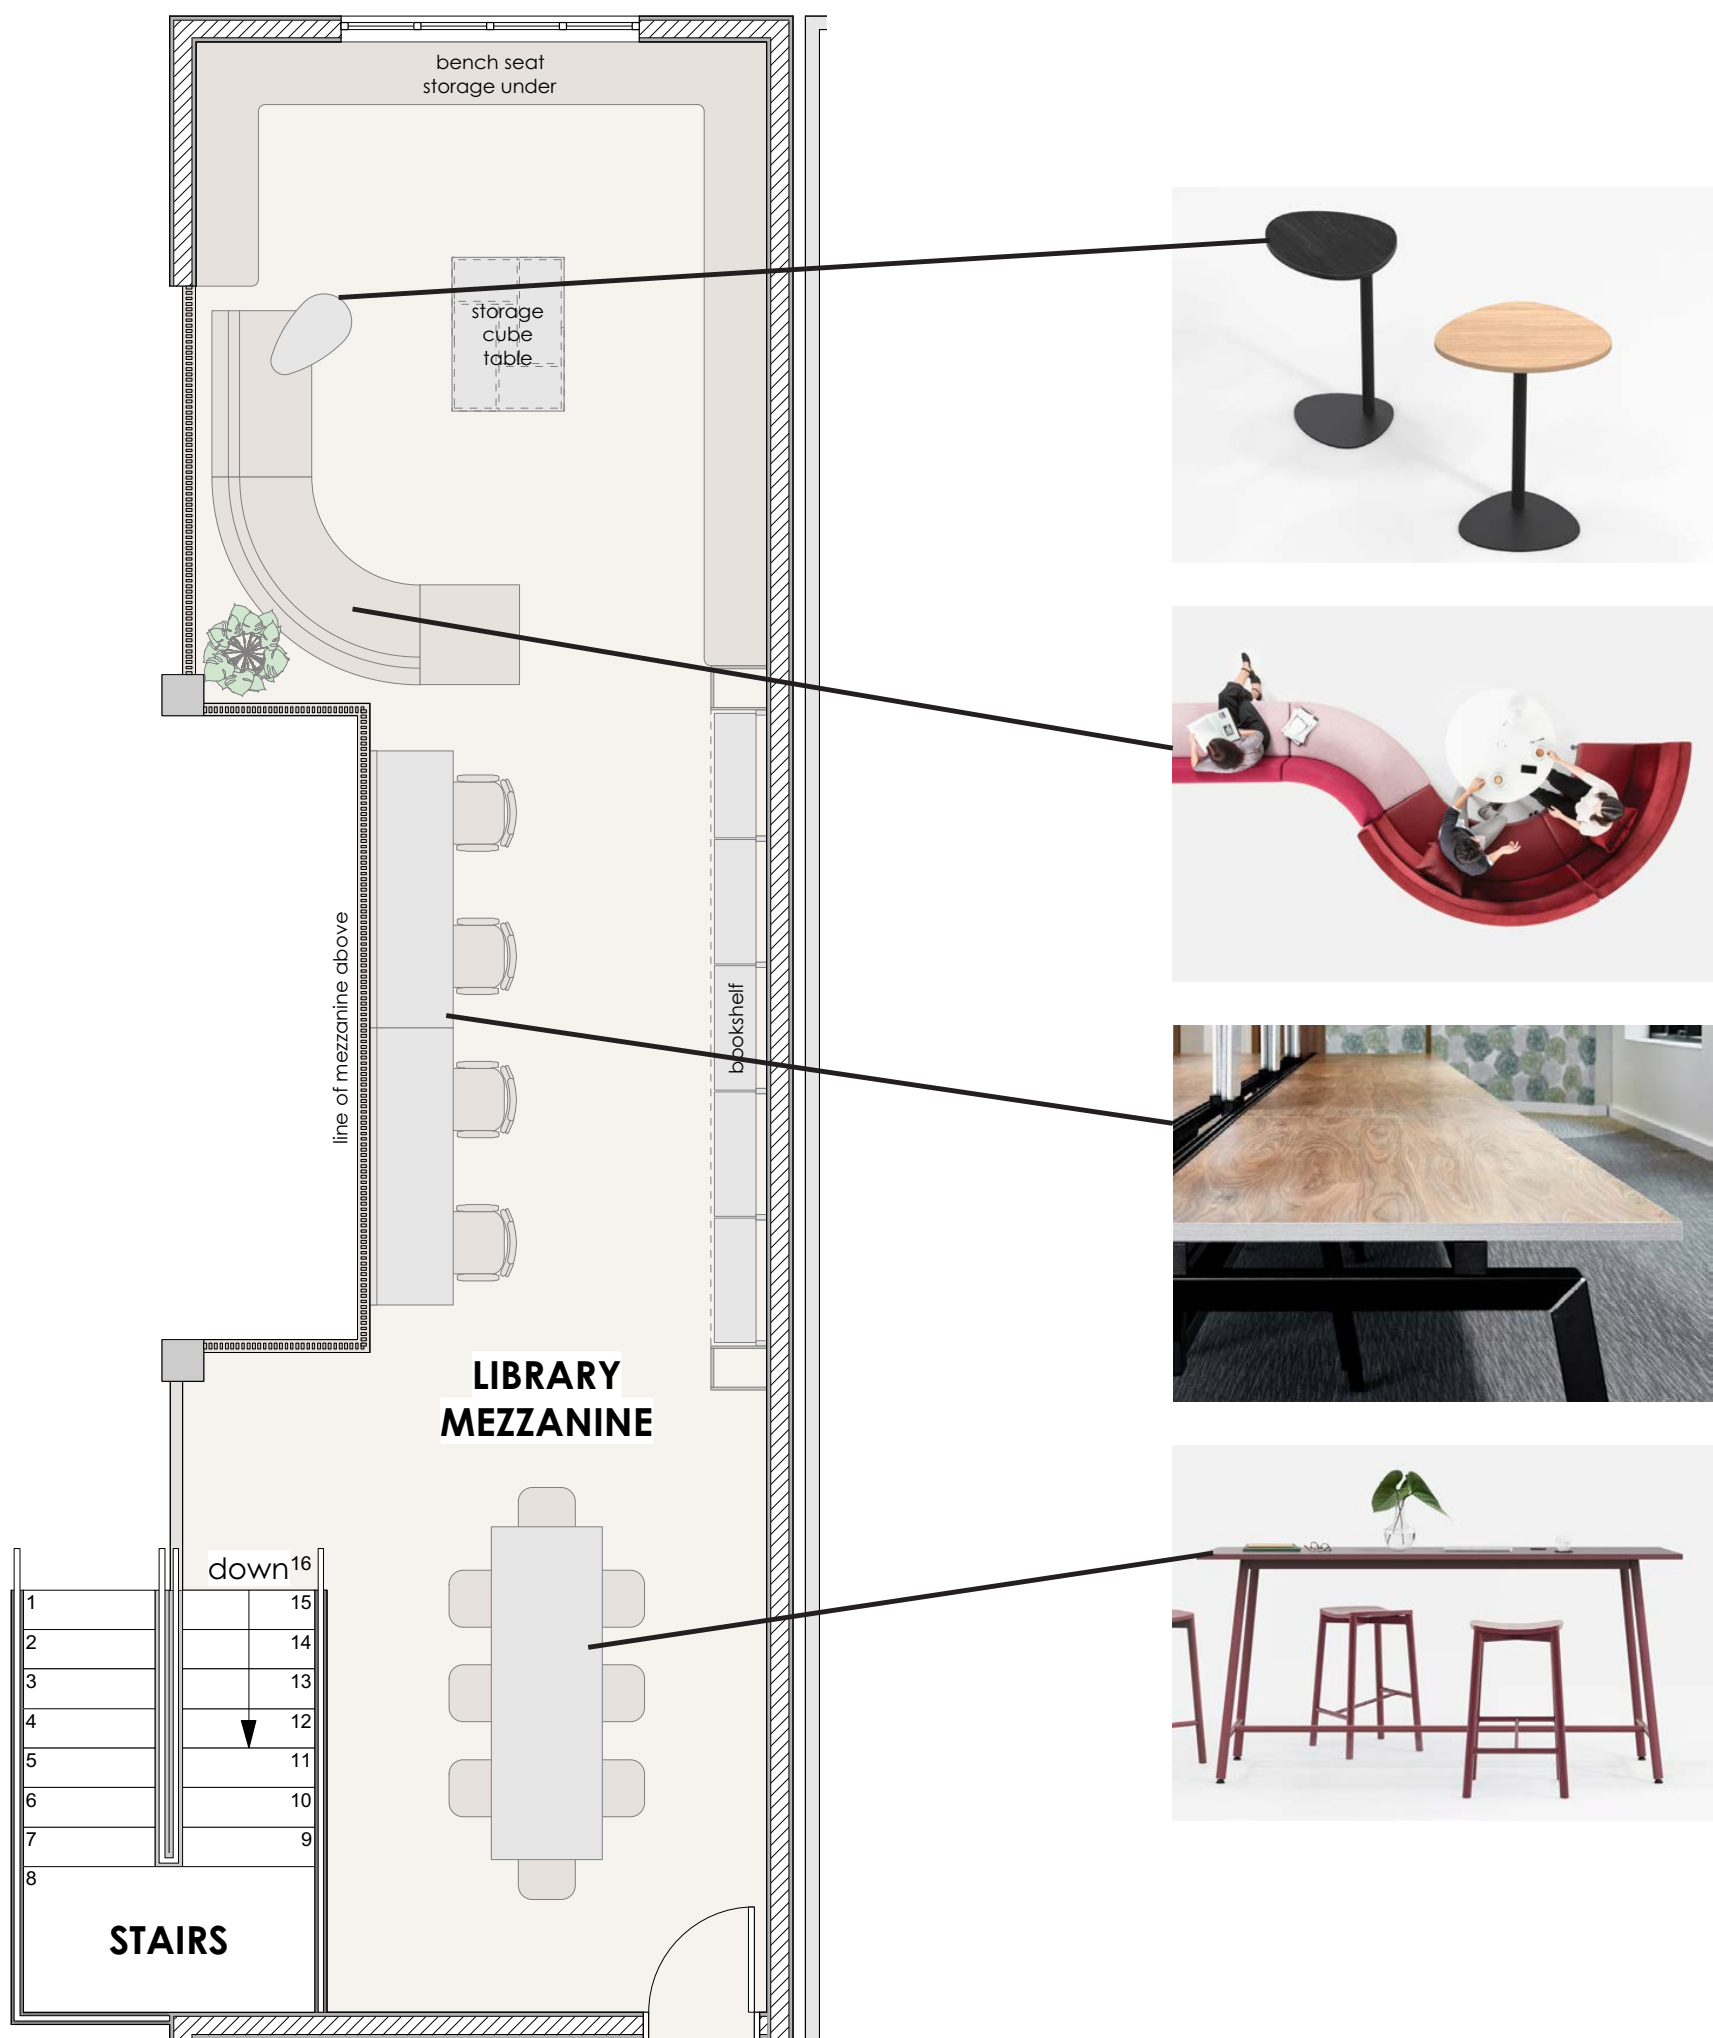 bench seat
storage under
storage
cube
table
line of mezzanine above
bookshelf
LIBRARY
MEZZANINE
down
16
1
15
2
14
3
13
4
12
5
11
6
10
7
9
8
STAIRS